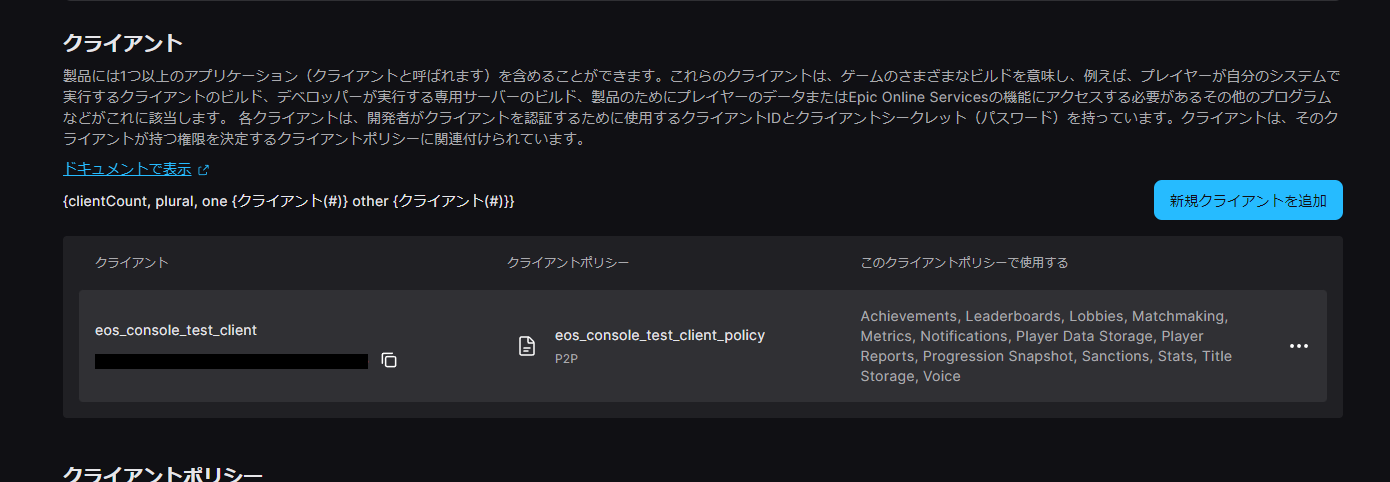 クライアント
製品には1つ以上のアプリケーション（クライアントと呼ばれます）を含めることができます。これらのクライアントは、ゲームのさまざまなビルドを意味し、例えば、プレイヤーが自分のシステムで
実行するクライアントのビルド、デベロッパーが実行する専用サーバーのビルド、製品のためにプレイヤーのデータまたはEpic Online Servicesの機能にアクセスする必要があるその他のプログラム
などがこれに該当します。 各クライアントは、開発者がクライアントを認証するために使用するクライアントIDとクライアントシークレット（パスワード）を持っています。クライアントは、そのク
ライアントが持つ権限を決定するクライアントポリシーに関連付けられています。
ドキュメントで表示
{clientCount, plural, one {クライアント(#)} other {クライアント(#)}}
新規クライアントを追加
クライアント
クライアントポリシー
このクライアントポリシーで使用する
eos_console_test_client
eos_console_test_client_policy
P2P
Achievements, Leaderboards, Lobbies, Matchmaking,
Metrics, Notifications, Player Data Storage, Player
Reports, Progression Snapshot, Sanctions, Stats, Title
Storage, Voice
クライアントポリシー